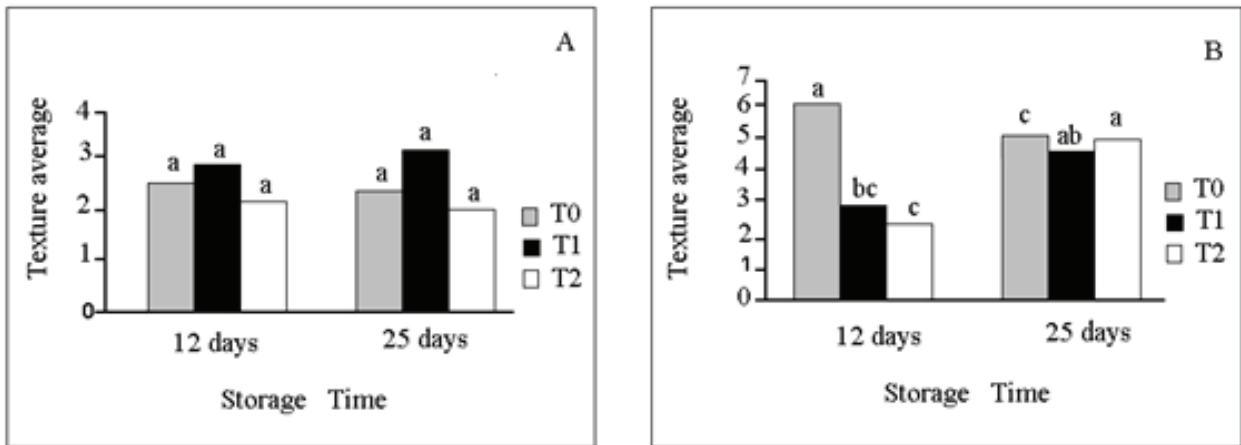 A
Texture average
4
3
2
1
0
a a a
a a a
12 days 25 days
Storage Time
T0
T1
T2
B
Texture average
7
6
5
4
3
2
1
0
a bc c
c ab a
12 days 25 days
Storage Time
T0
T1
T2